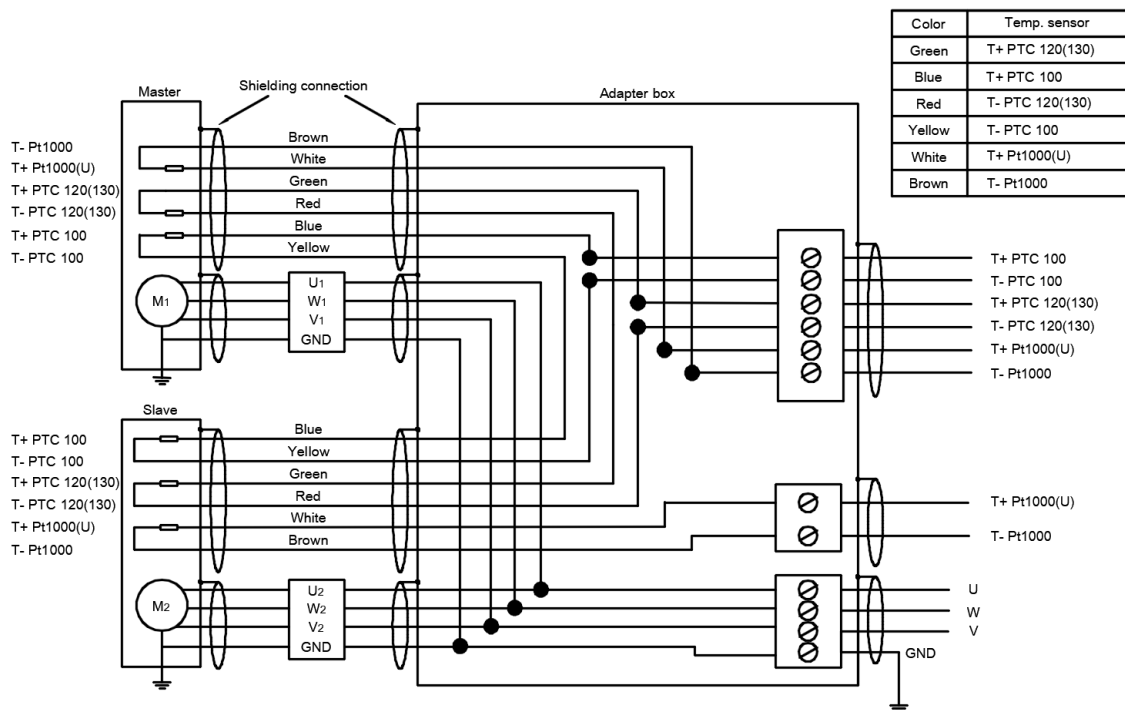 Color Temp. sensor
Green T+ PTC 120(130)
Blue T+ PTC 100
Red T- PTC 120(130)
Yellow T- PTC 100
White T+ Pt1000(U)
Brown T- Pt1000
Shielding connection
Master
Adapter box
T- Pt1000
T+ Pt1000(U)
T+ PTC 120(130)
T- PTC 120(130)
T+ PTC 100
T- PTC 100
Brown
White
Green
Red
Blue
Yellow
M1
U1
W1
V1
GND
T+ PTC 100
T- PTC 100
T+ PTC 120(130)
T- PTC 120(130)
T+ Pt1000(U)
T- Pt1000
Slave
T+ PTC 100
T- PTC 100
T+ PTC 120(130)
T- PTC 120(130)
T+ Pt1000(U)
T- Pt1000
Blue
Yellow
Green
Red
White
Brown
T+ Pt1000(U)
T- Pt1000
M2
U2
W2
V2
GND
U
W
V
GND